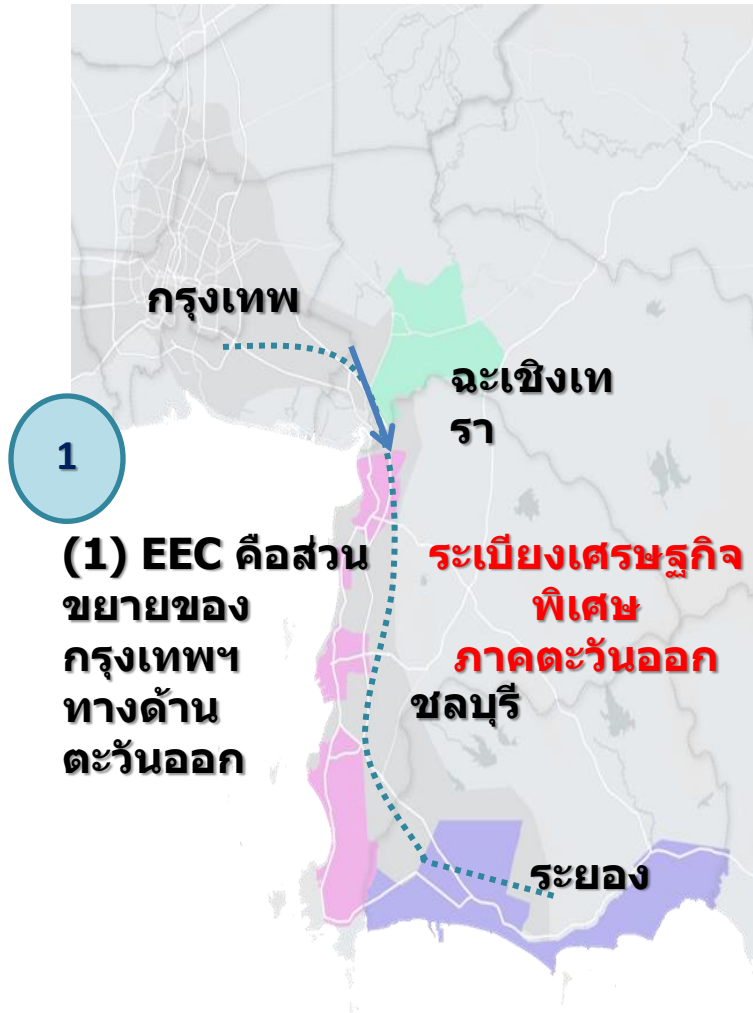 กรุงเทพ
ฉะเชิงเท
รา
1
(1) EEC คือส่วน
ขยายของ
กรุงเทพฯ
ทางด้าน
ตะวันออก
ระเบียงเศรษฐกิจ
พิเศษ
ภาคตะวันออก
ชลบุรี
ระยอง